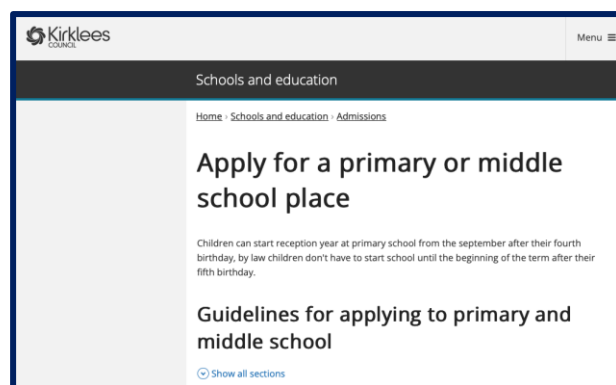 Kirklees
COUNCIL
Menu
Schools and education
Home › Schools and education › Admissions
Apply for a primary or middle
school place
Children can start reception year at primary school from the september after their fourth
birthday, by law children don't have to start school until the beginning of the term after their
fifth birthday.
Guidelines for applying to primary and
middle school
Show all sections